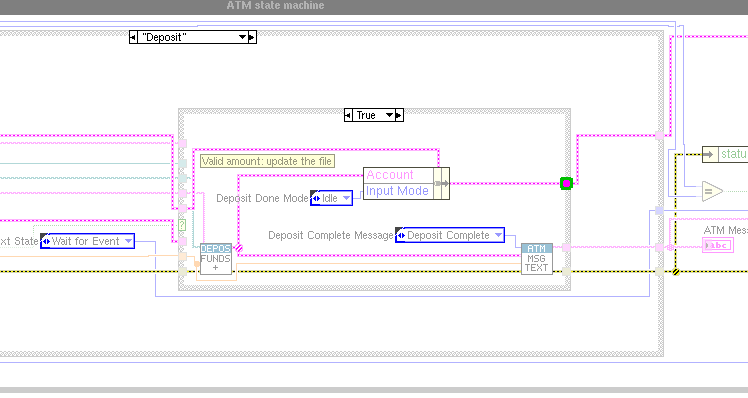 ATM state machine
"Deposit"
True
Valid amount: update the file
Account
Input Mode
Deposit Done Mode
Idle
Deposit Complete Message
Deposit Complete
xt State
Wait for Event
DEPOS
FUNDS
+
ATM
MSG
TEXT
?
statu
=
ATM Mess
abc